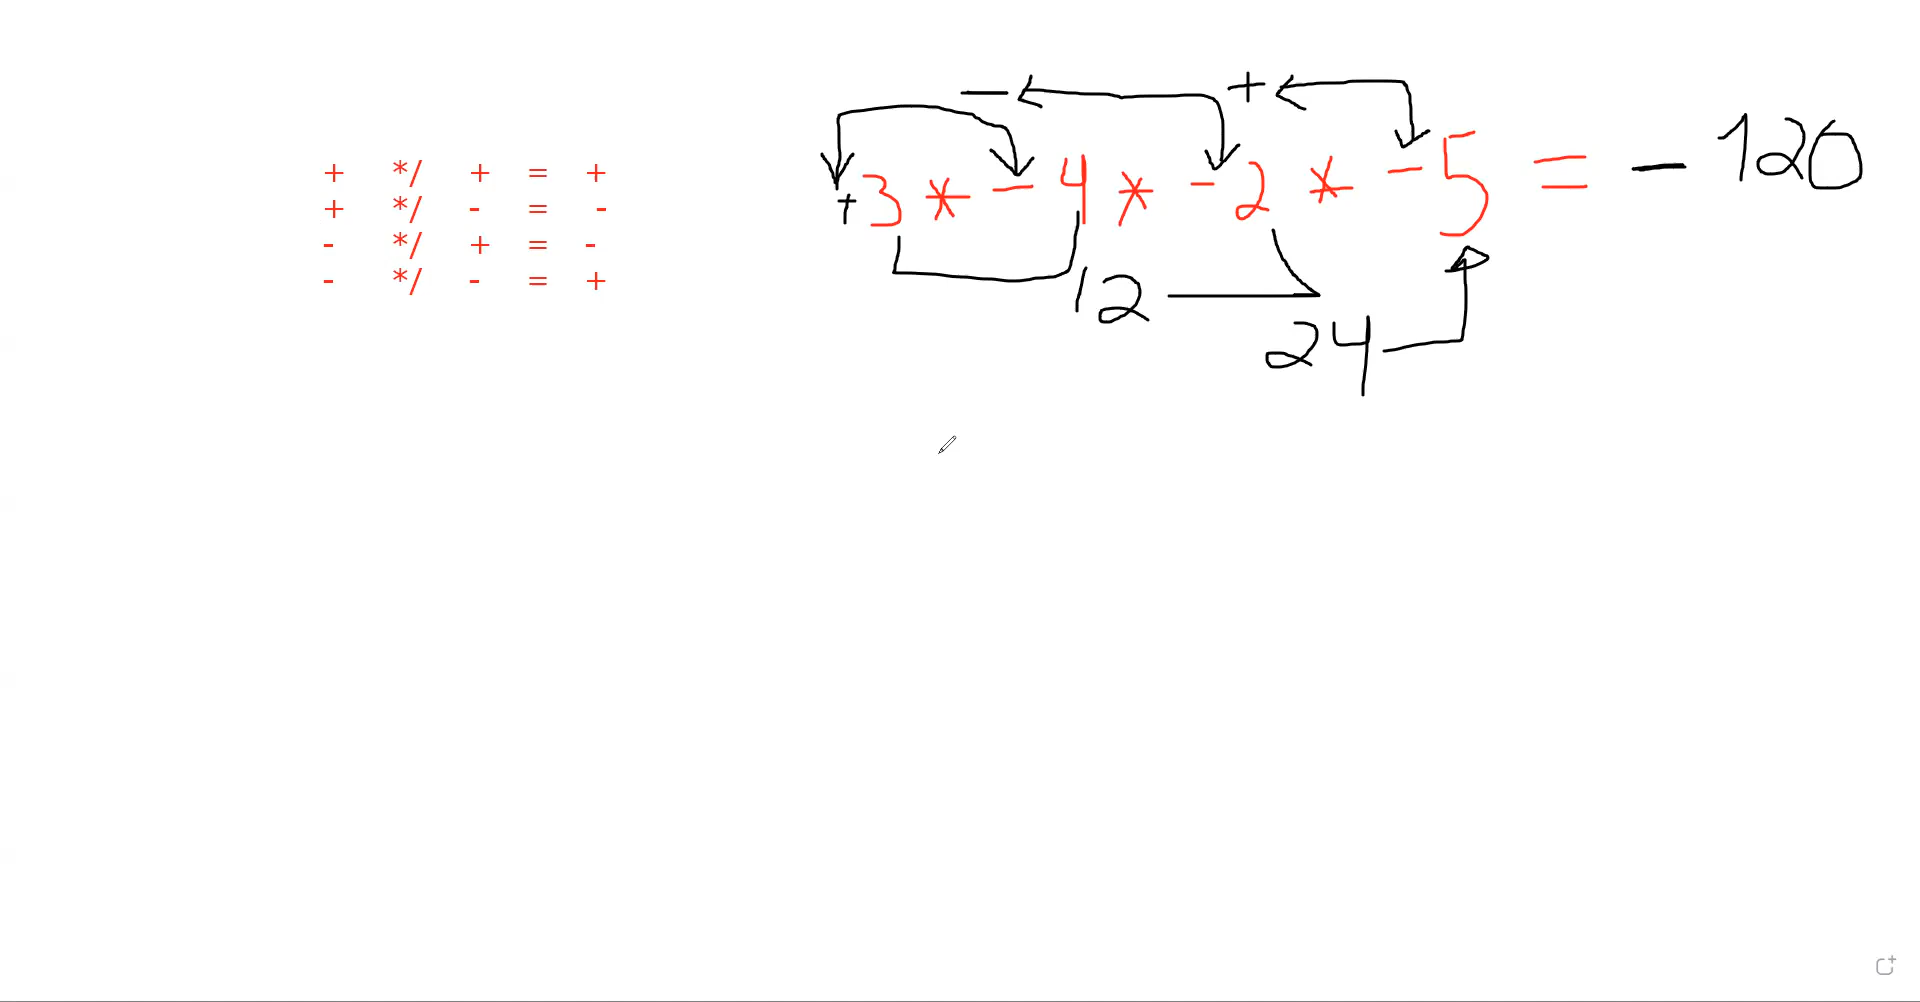 + */ + = +
+ */ - = -
- */ + = -
- */ - = +
- +
+3 * -4 * -2 * -5 = -120
12
24